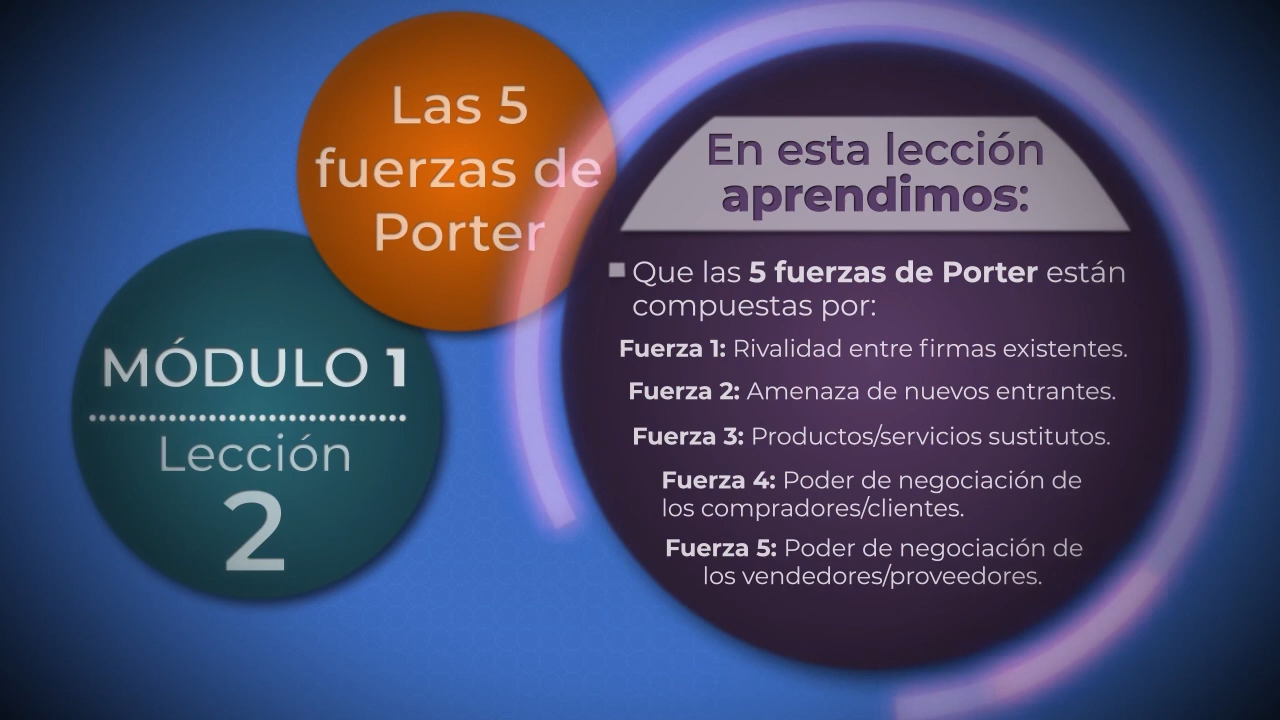 Las 5
fuerzas de
Porter
MÓDULO 1
Lección
2
En esta lección
aprendimos:
Que las 5 fuerzas de Porter están
compuestas por:
Fuerza 1: Rivalidad entre firmas existentes.
Fuerza 2: Amenaza de nuevos entrantes.
Fuerza 3: Productos/servicios sustitutos.
Fuerza 4: Poder de negociación de
los compradores/clientes.
Fuerza 5: Poder de negociación de
los vendedores/proveedores.